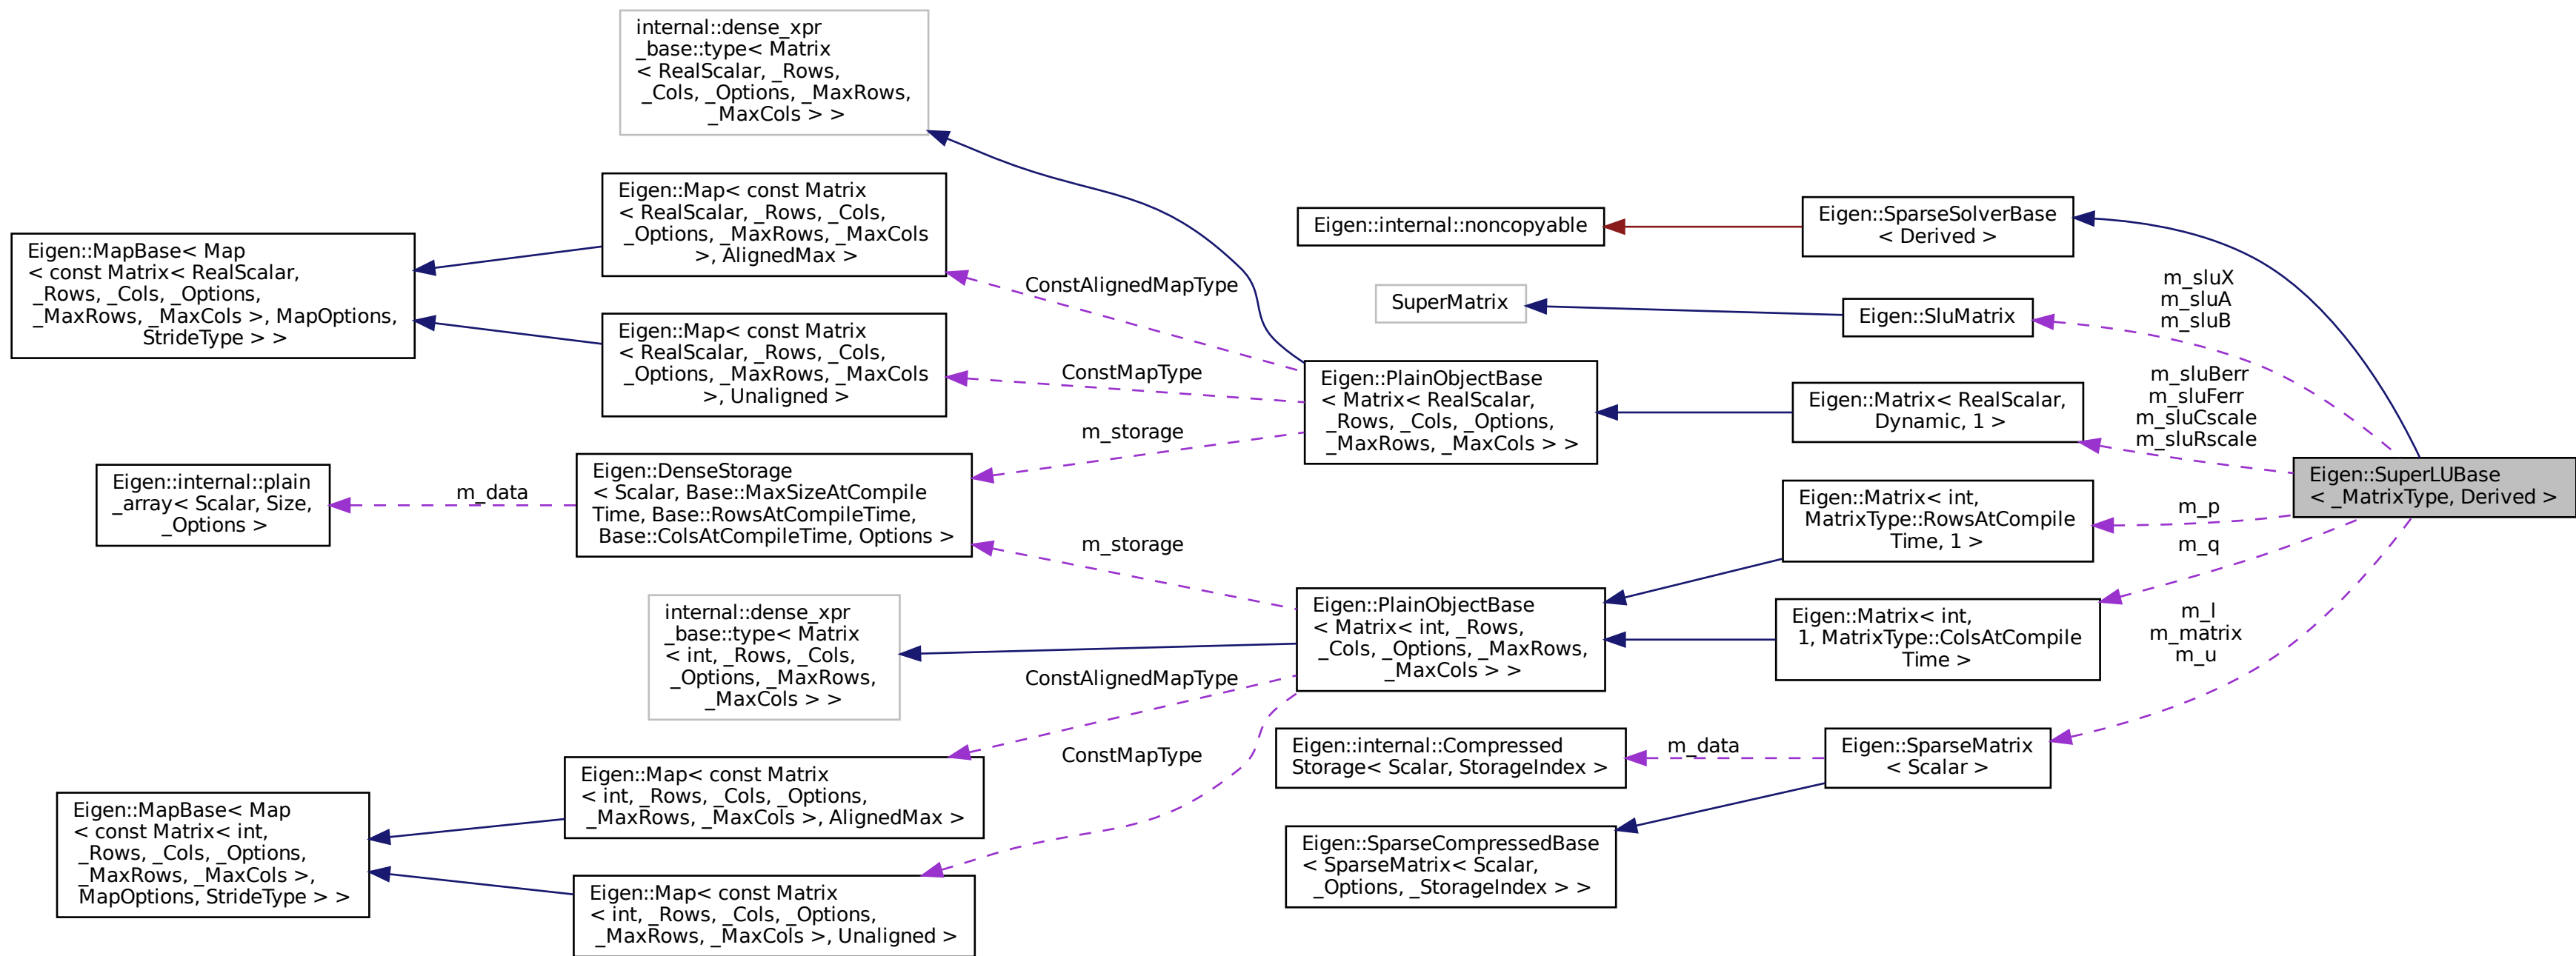 internal::dense_xpr
_base::type< Matrix
< RealScalar, _Rows,
_Cols, _Options, _MaxRows,
_MaxCols > >
Eigen::Map< const Matrix
< RealScalar, _Rows, _Cols,
_Options, _MaxRows, _MaxCols
>, AlignedMax >
Eigen::MapBase< Map
< const Matrix< RealScalar,
_Rows, _Cols, _Options,
_MaxRows, _MaxCols >, MapOptions,
StrideType > >
Eigen::Map< const Matrix
< RealScalar, _Rows, _Cols,
_Options, _MaxRows, _MaxCols
>, Unaligned >
Eigen::internal::plain
_array< Scalar, Size,
_Options >
m_data
Eigen::DenseStorage
< Scalar, Base::MaxSizeAtCompile
Time, Base::RowsAtCompileTime,
Base::ColsAtCompileTime, Options >
internal::dense_xpr
_base::type< Matrix
< int, _Rows, _Cols,
_Options, _MaxRows,
_MaxCols > >
Eigen::MapBase< Map
< const Matrix< int,
_Rows, _Cols, _Options,
_MaxRows, _MaxCols >,
MapOptions, StrideType > >
Eigen::Map< const Matrix
< int, _Rows, _Cols, _Options,
_MaxRows, _MaxCols >, AlignedMax >
Eigen::Map< const Matrix
< int, _Rows, _Cols, _Options,
_MaxRows, _MaxCols >, Unaligned >
ConstAlignedMapType
ConstMapType
m_storage
m_storage
ConstAlignedMapType
ConstMapType
Eigen::internal::noncopyable
SuperMatrix
Eigen::PlainObjectBase
< Matrix< RealScalar,
_Rows, _Cols, _Options,
_MaxRows, _MaxCols > >
Eigen::PlainObjectBase
< Matrix< int, _Rows,
_Cols, _Options, _MaxRows,
_MaxCols > >
Eigen::internal::Compressed
Storage< Scalar, StorageIndex >
m_data
Eigen::SparseCompressedBase
< SparseMatrix< Scalar,
_Options, _StorageIndex > >
Eigen::SparseSolverBase
< Derived >
Eigen::SluMatrix
Eigen::Matrix< RealScalar,
Dynamic, 1 >
Eigen::Matrix< int,
MatrixType::RowsAtCompile
Time, 1 >
Eigen::Matrix< int,
1, MatrixType::ColsAtCompile
Time >
Eigen::SparseMatrix
< Scalar >
m_sluX
m_sluA
m_sluB
m_sluBerr
m_sluFerr
m_sluCscale
m_sluRscale
m_p
m_q
m_l
m_matrix
m_u
Eigen::SuperLUBase
< _MatrixType, Derived >